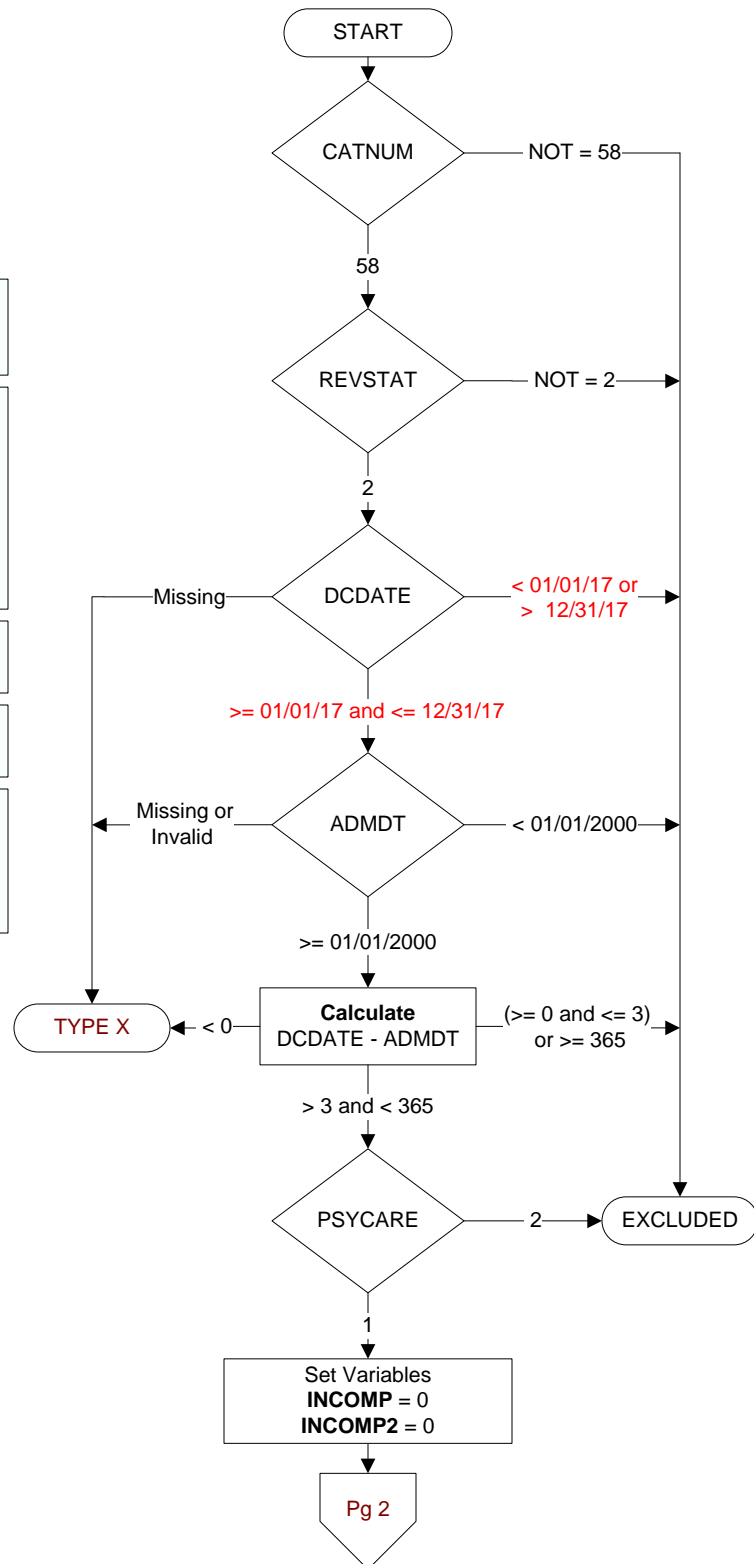 START
CATNUM
NOT = 58
58
REVSTAT
NOT = 2
2
Missing
DCDATE
< 01/01/17 or
> 12/31/17
>= 01/01/17 and <= 12/31/17
Missing or
Invalid
ADMDT
< 01/01/2000
>= 01/01/2000
TYPE X
< 0
Calculate
DCDATE - ADMDT
(>= 0 and <= 3)
or >= 365
> 3 and < 365
PSYCARE
2
EXCLUDED
1
Set Variables
INCOMP = 0
INCOMP2 = 0
Pg 2